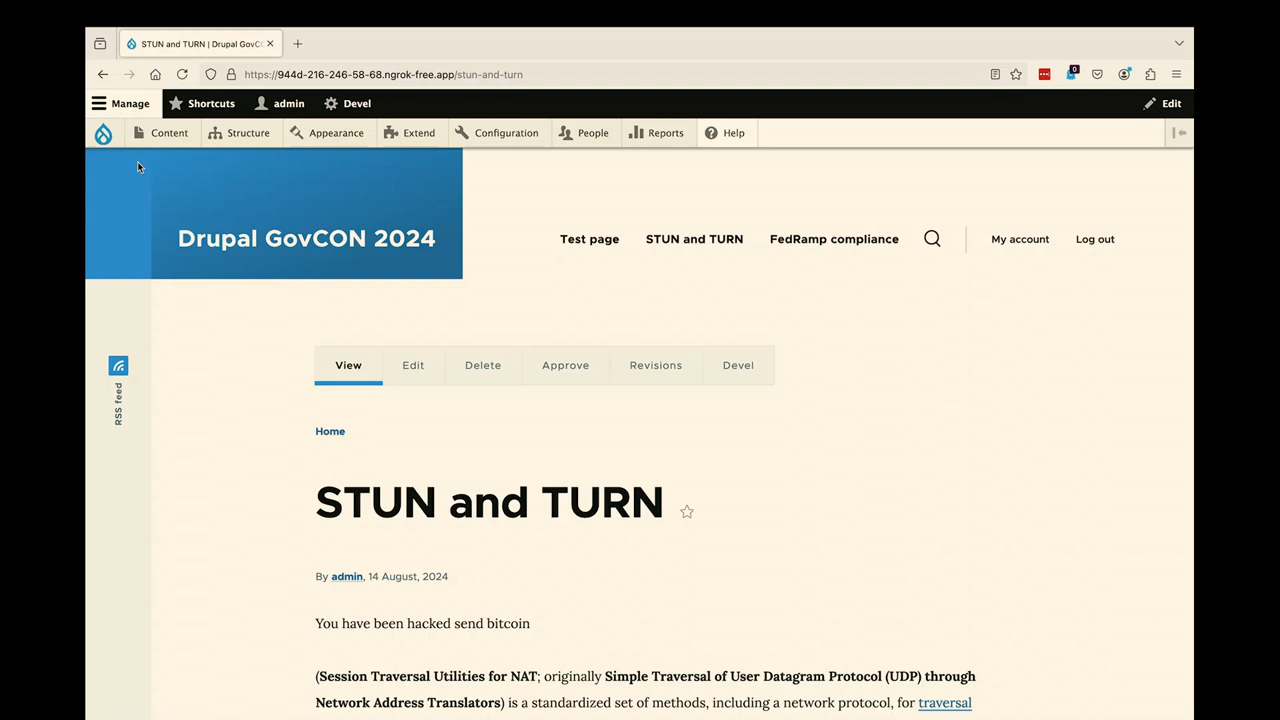 STUN and TURN | Drupal GovC
https://944d-216-246-58-68.ngrok-free.app/stun-and-turn
0
Manage Shortcuts admin Devel Edit
Content Structure Appearance Extend Configuration People Reports Help
Drupal GovCON 2024
Test page STUN and TURN FedRamp compliance My account Log out
View Edit Delete Approve Revisions Devel
RSS feed
Home
STUN and TURN
By admin, 14 August, 2024
You have been hacked send bitcoin
(Session Traversal Utilities for NAT; originally Simple Traversal of User Datagram Protocol (UDP) through
Network Address Translators) is a standardized set of methods, including a network protocol, for traversal